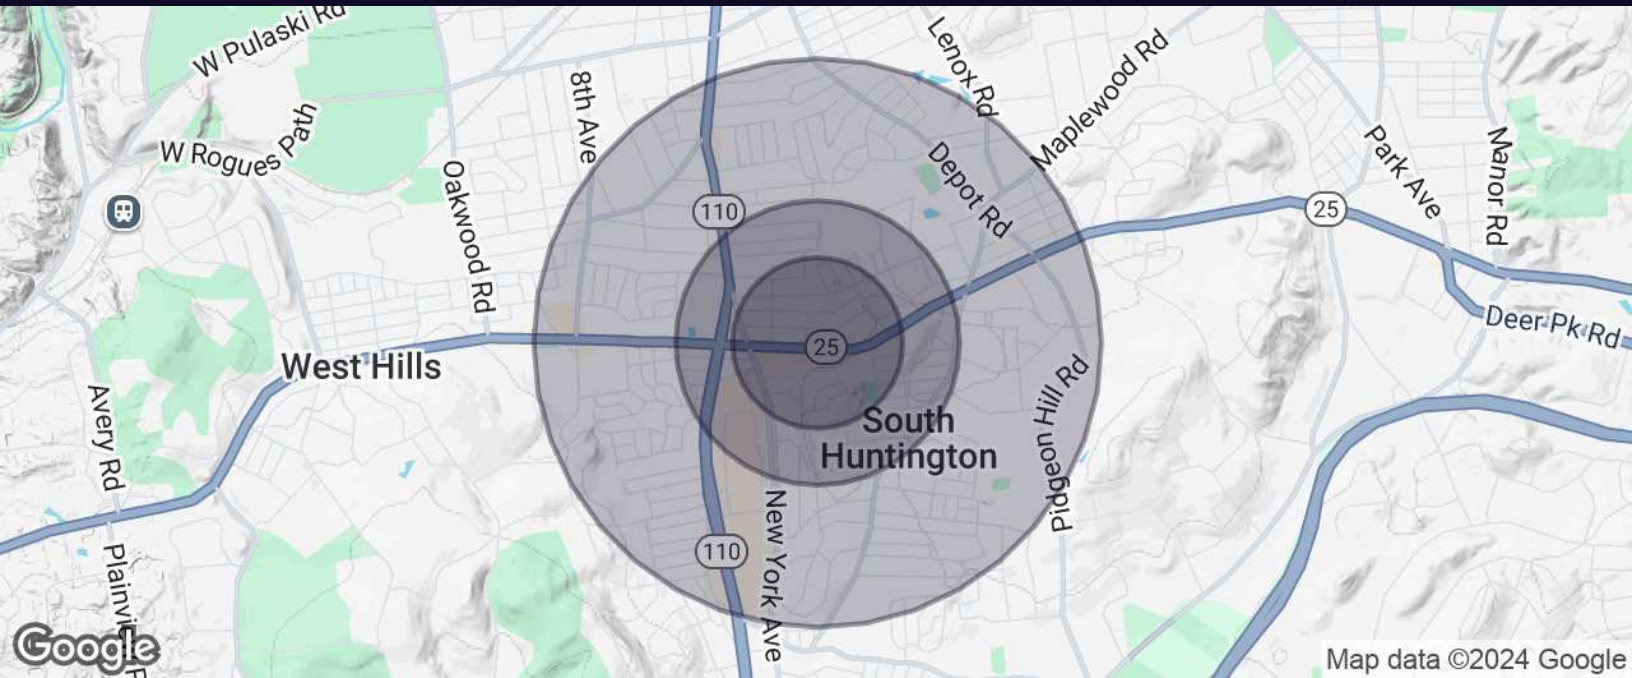 W Pulaski Rd
W Rogues Path
8th Ave
Oakwood Rd
110
Lenox Rd
Maplewood Rd
Depot Rd
Park Ave
Manor Rd
25
West Hills
25
Deer Pk Rd
Avery Rd
South
Huntington
Pidgeon Hill Rd
110
New York Ave
Plainview R
Google
Map data ©2024 Google